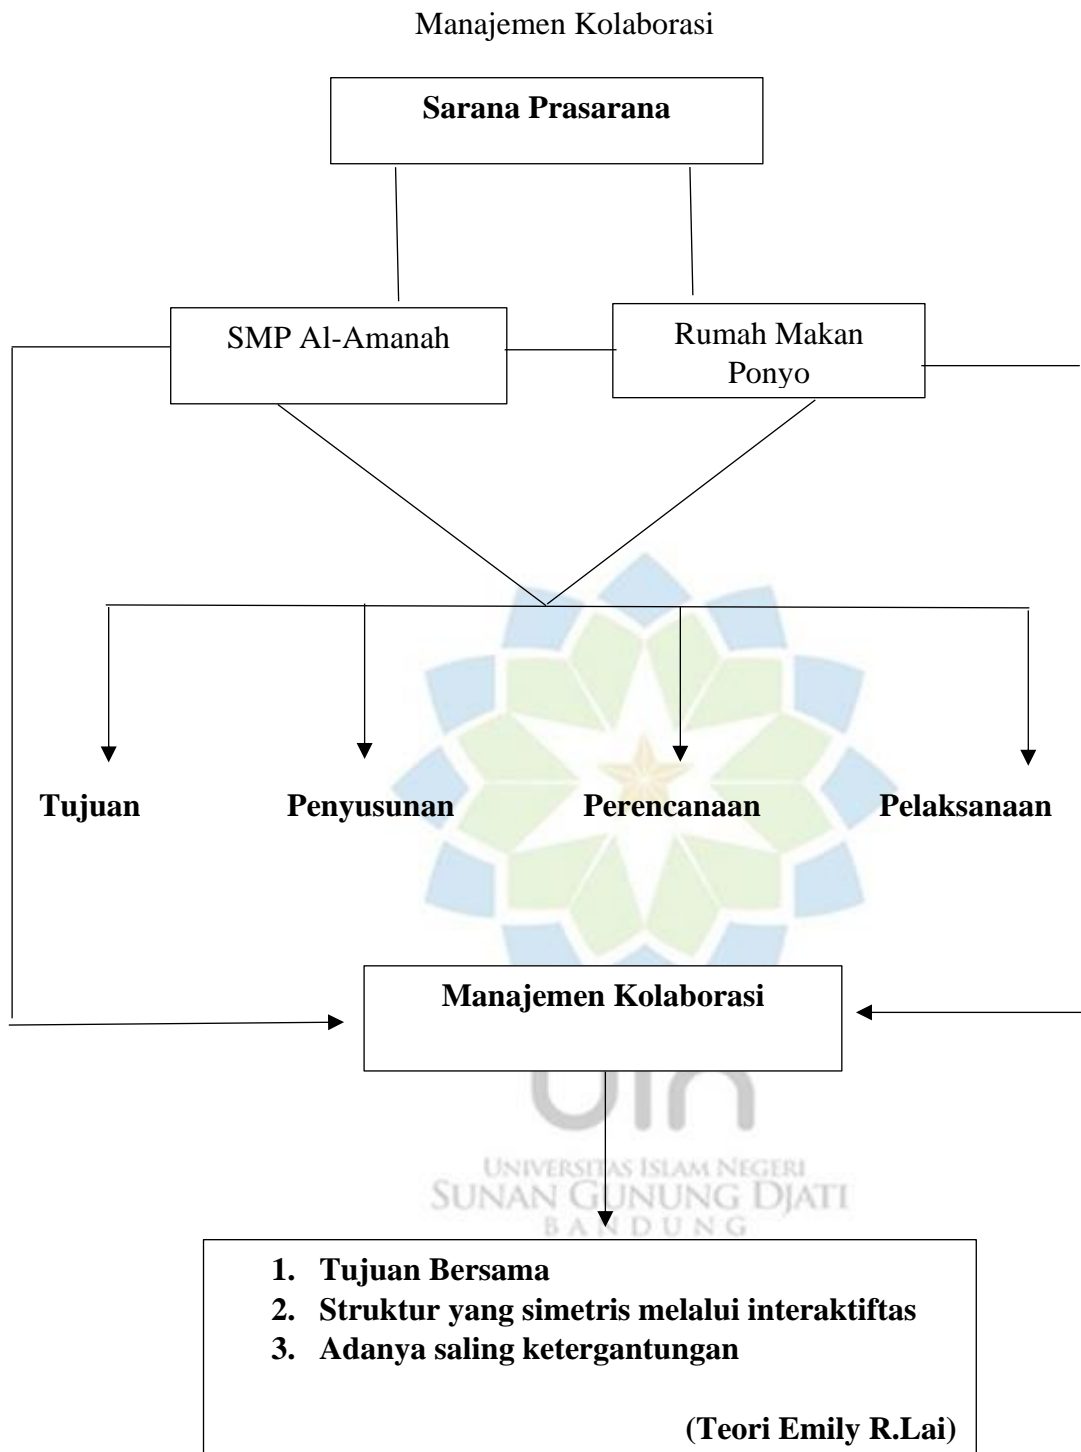 Manajemen Kolaborasi
Sarana Prasarana
SMP Al-Amanah
Rumah Makan
Ponyo
Tujuan
Penyusunan
Perencanaan
Pelaksanaan
Manajemen Kolaborasi
uin
UNIVERSITAS ISLAM NEGERI
SUNAN GUNUNG DJATI
BANDUNG
1. Tujuan Bersama
2. Struktur yang simetris melalui interaktiftas
3. Adanya saling ketergantungan
(Teori Emily R.Lai)